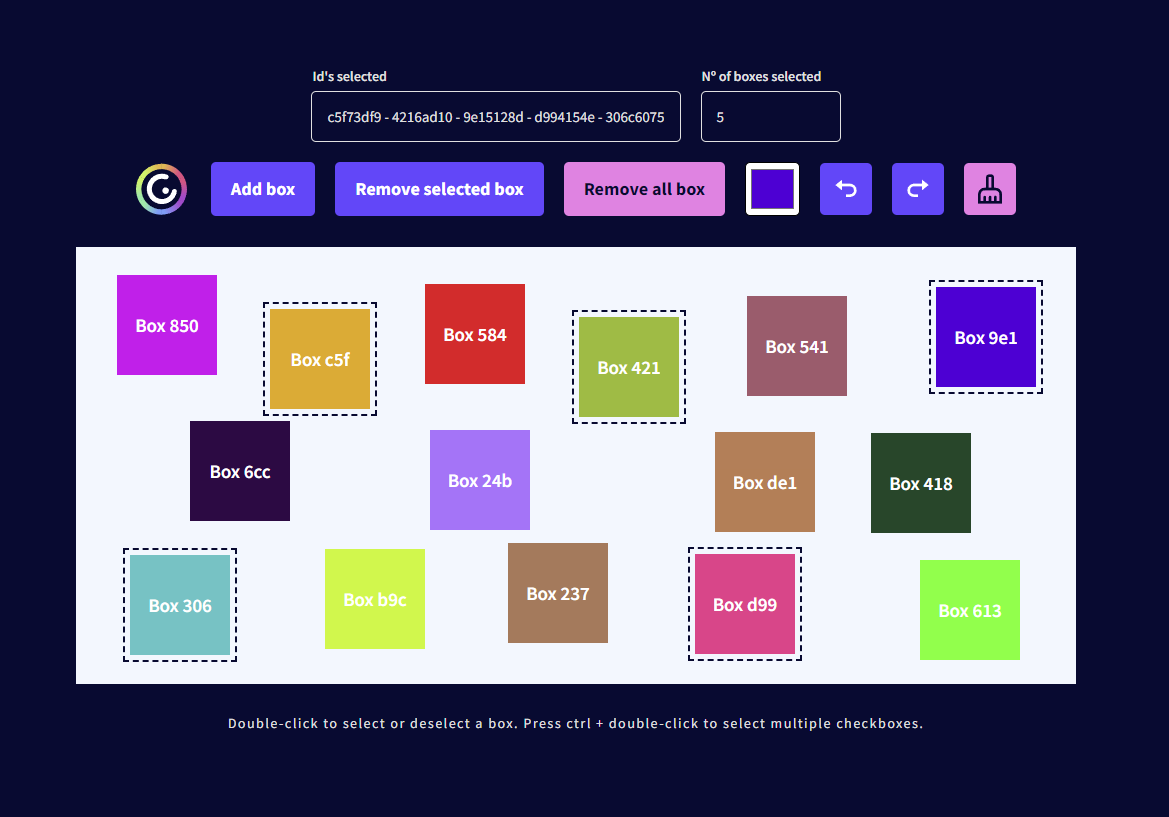 Id's selected
Nº of boxes selected
c5f73df9 - 4216ad10 - 9e15128d - d994154e - 306c6075
5
Add box
Remove selected box
Remove all box
Box 850
Box c5f
Box 584
Box 421
Box 541
Box 9e1
Box 6cc
Box 24b
Box de1
Box 418
Box 306
Box b9c
Box 237
Box d99
Box 613
Double-click to select or deselect a box. Press ctrl + double-click to select multiple checkboxes.